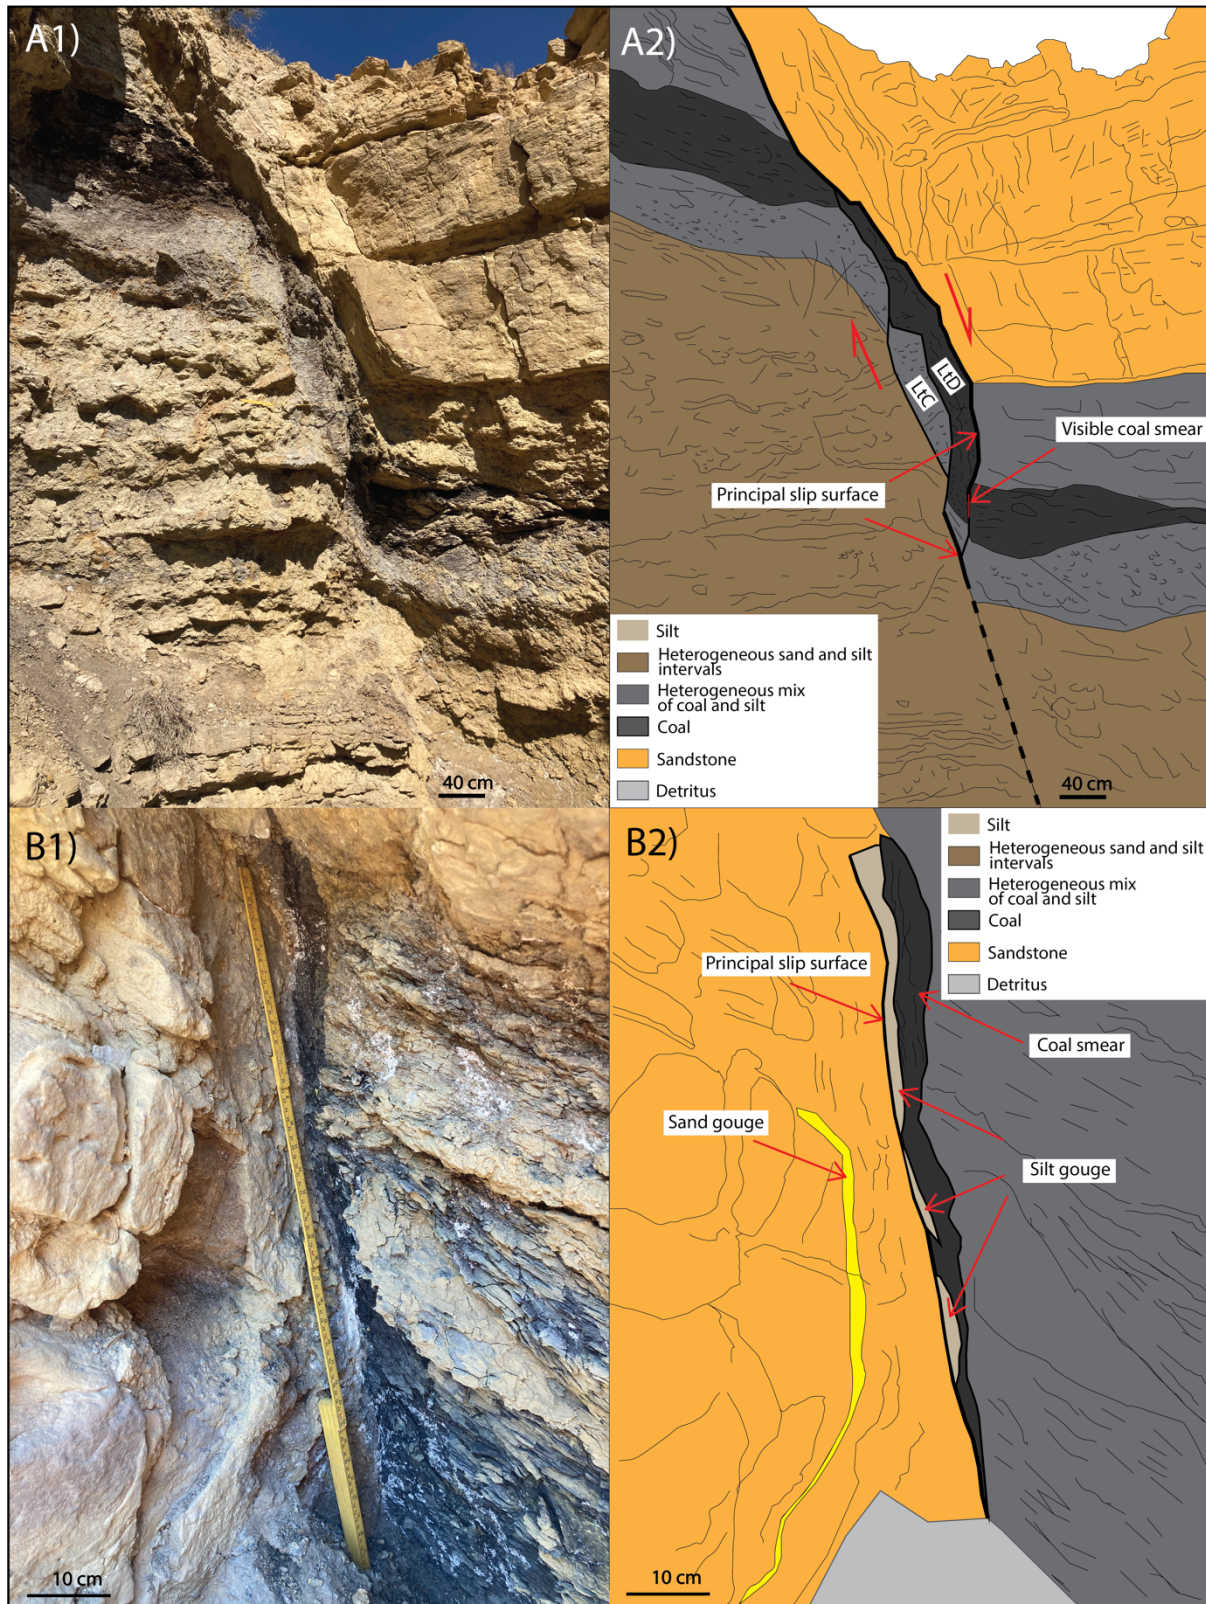 A1)
40 cm
A2)
LtC
LtD
Visible coal smear
Principal slip surface
Silt
Heterogeneous sand and silt
intervals
Heterogeneous mix
of coal and silt
Coal
Sandstone
Detritus
40 cm
B1)
10 cm
B2)
Silt
Heterogeneous sand and silt
intervals
Heterogeneous mix
of coal and silt
Coal
Sandstone
Detritus
Principal slip surface
Coal smear
Sand gouge
Silt gouge
10 cm